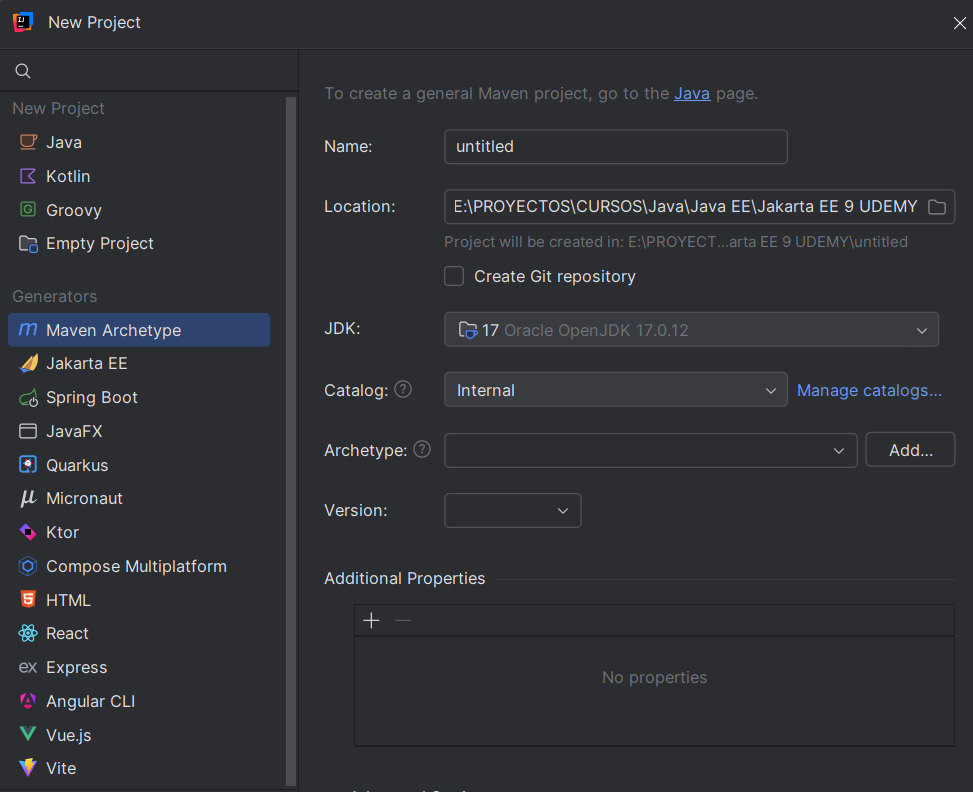 New Project
New Project
Java
Kotlin
Groovy
Empty Project
Generators
Maven Archetype
Jakarta EE
Spring Boot
JavaFX
Quarkus
Micronaut
Ktor
Compose Multiplatform
HTML
React
Express
Angular CLI
Vue.js
Vite
To create a general Maven project, go to the Java page.
Name: untitled
Location: E:\PROYECTOS\CURSOS\Java\Java EE\Jakarta EE 9 UDEMY
Project will be created in: E:\PROYECT...arta EE 9 UDEMY\untitled
Create Git repository
JDK: 17 Oracle OpenJDK 17.0.12
Catalog: ? Internal Manage catalogs...
Archetype: ? Add...
Version:
Additional Properties
No properties